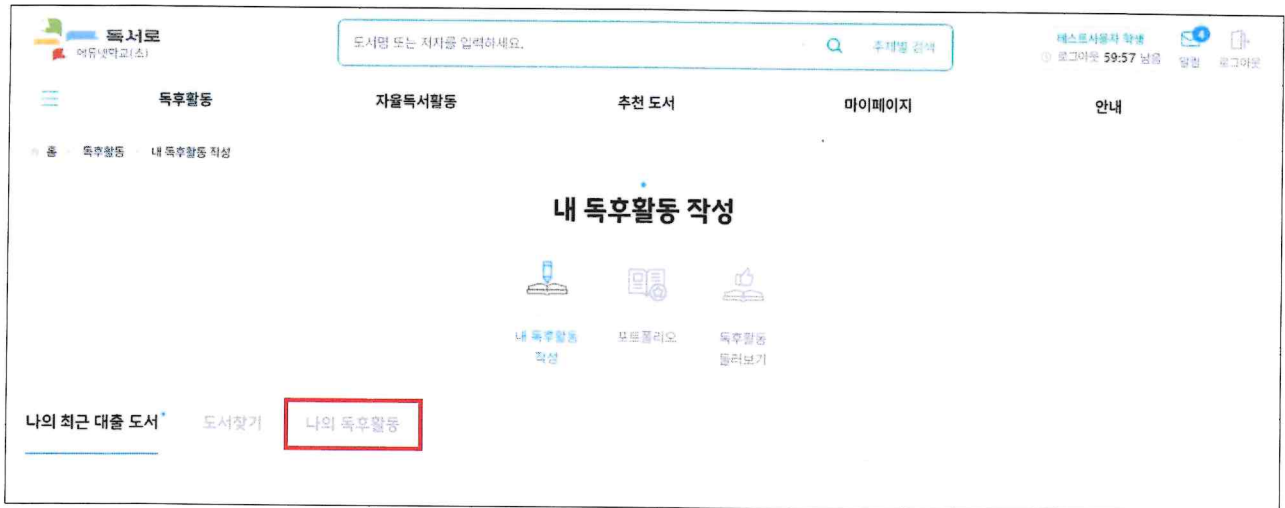 독서로
에듀넷학교(초)
도서명 또는 저자를 입력하세요.
주제별 검색
테스트사용자 학생
로그아웃 59:57 남음
4
알림
로그아웃
독후활동
자율독서활동
추천 도서
마이페이지
안내
홈
독후활동
내 독후활동 작성
내 독후활동 작성
내 독후활동
작성
포트폴리오
독후활동
둘러보기
나의 최근 대출 도서
도서찾기
나의 독후활동